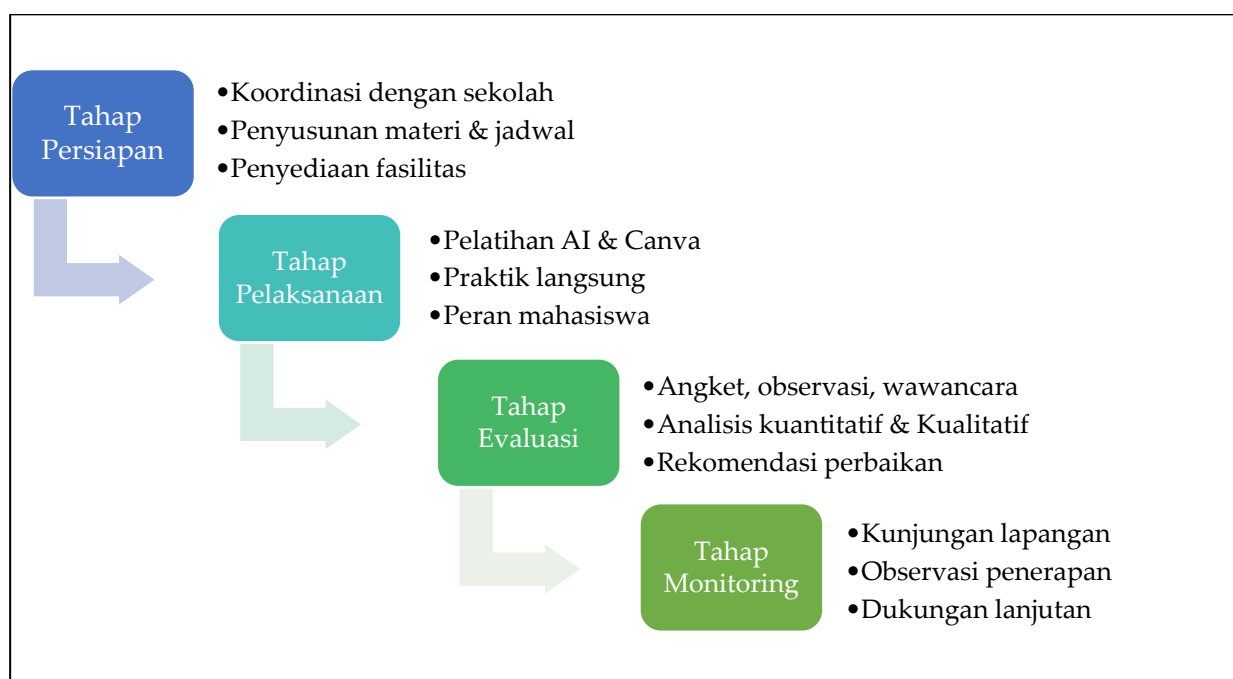 Tahap
Persiapan
•Koordinasi dengan sekolah
•Penyusunan materi & jadwal
•Penyediaan fasilitas
Tahap
Pelaksanaan
•Pelatihan AI & Canva
•Praktik langsung
•Peran mahasiswa
Tahap
Evaluasi
•Angket, observasi, wawancara
•Analisis kuantitatif & Kualitatif
•Rekomendasi perbaikan
Tahap
Monitoring
•Kunjungan lapangan
•Observasi penerapan
•Dukungan lanjutan